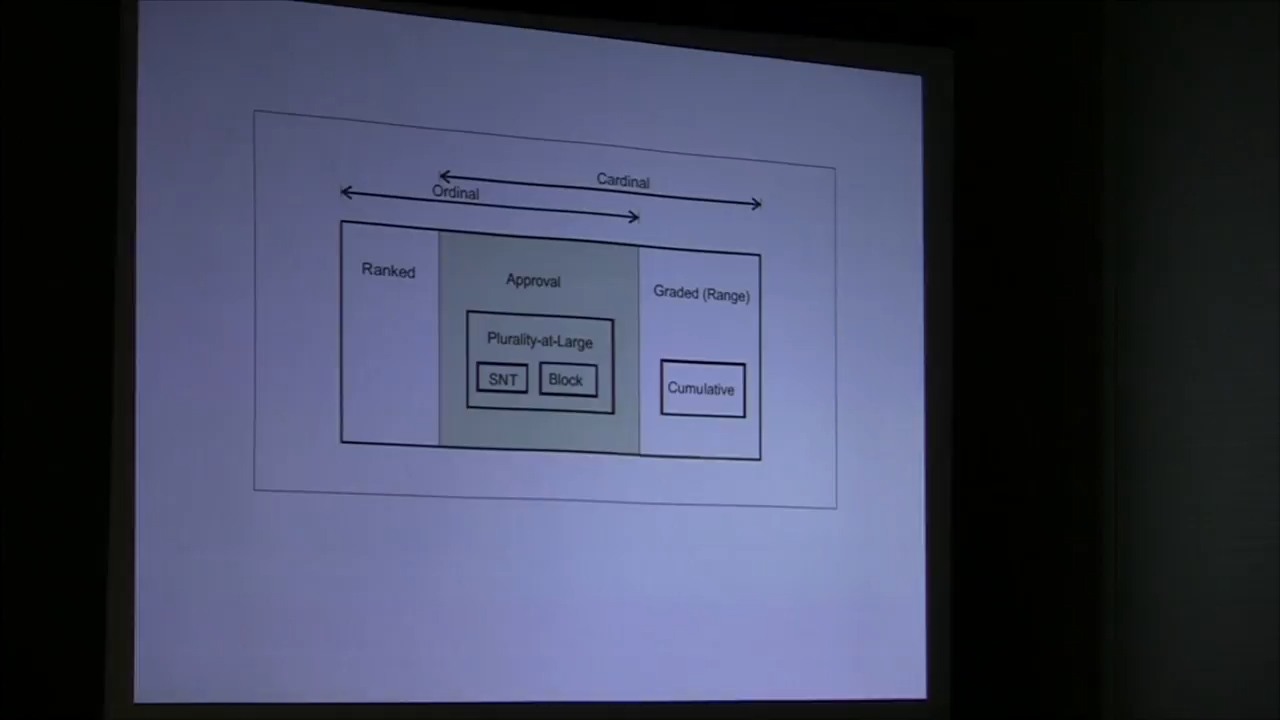 Cardinal
Ordinal
Ranked
Approval
Graded (Range)
Plurality-at-Large
SNT
Block
Cumulative